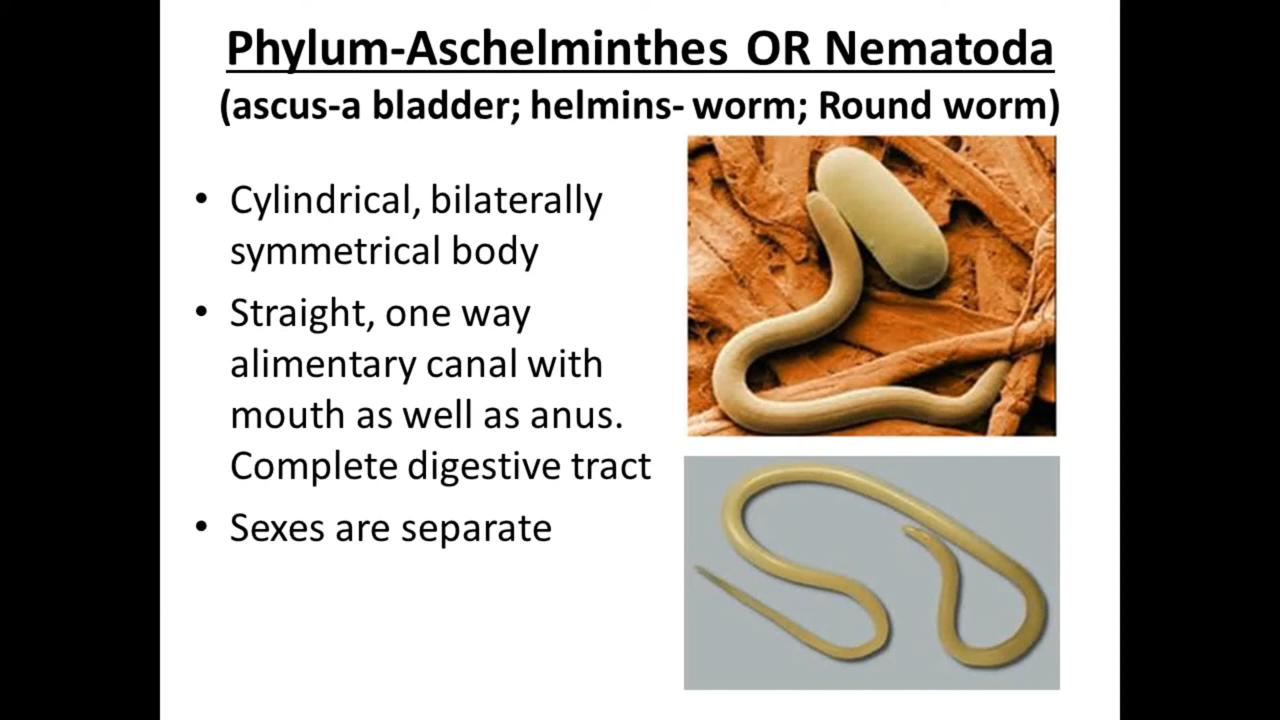 Phylum-Aschelminthes OR Nematoda
(ascus-a bladder; helmins- worm; Round worm)
• Cylindrical, bilaterally
symmetrical body
• Straight, one way
alimentary canal with
mouth as well as anus.
Complete digestive tract
• Sexes are separate